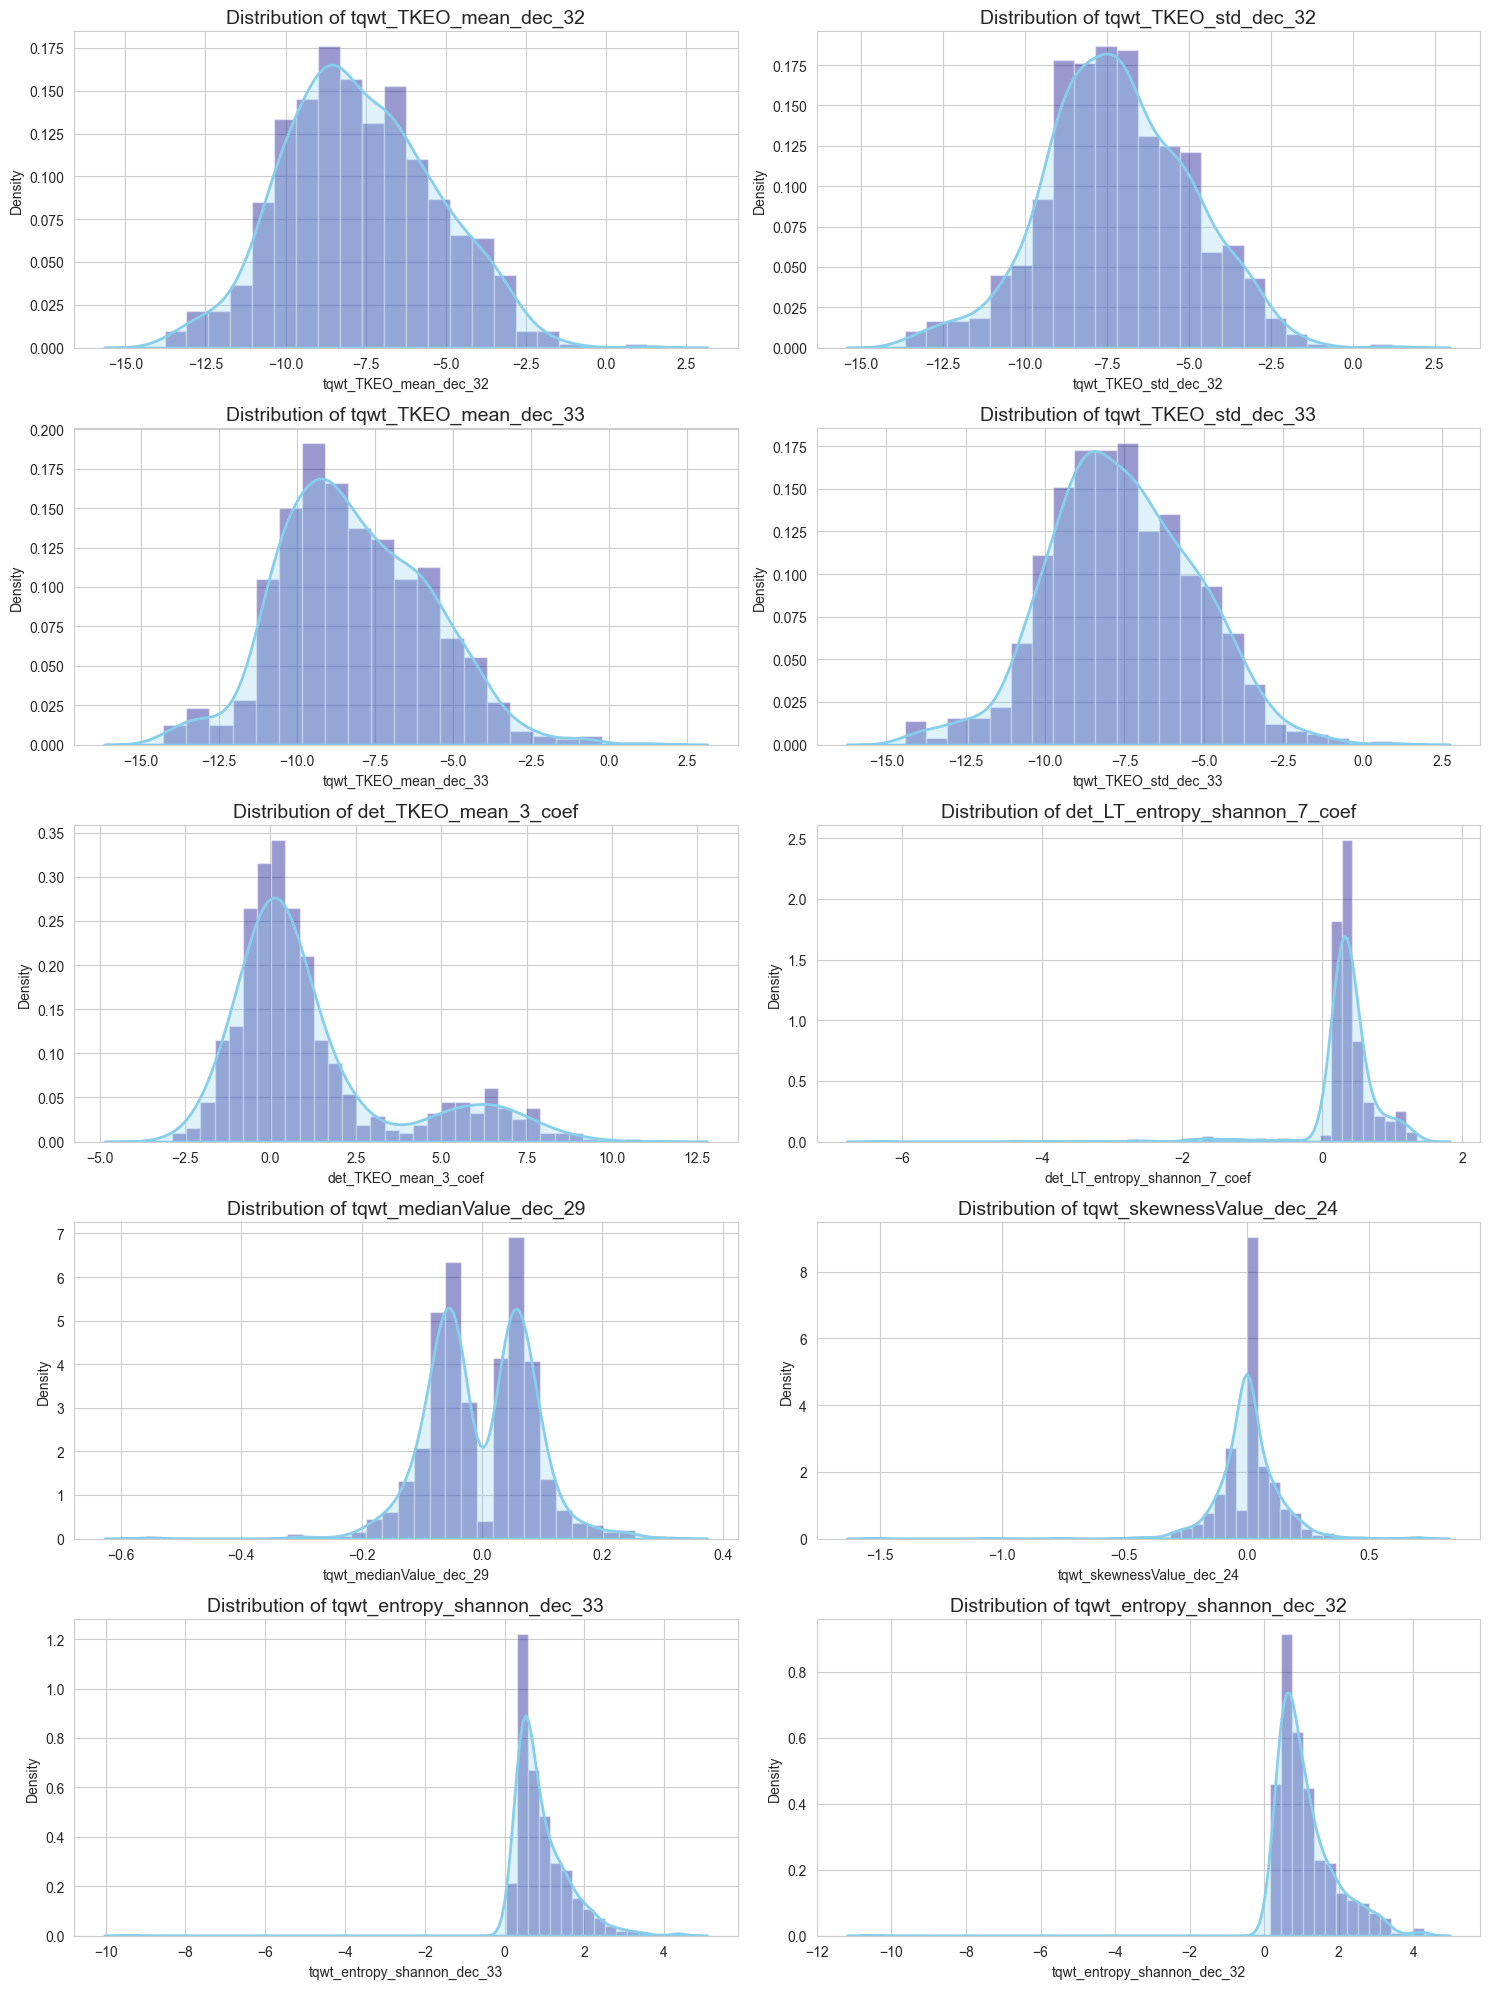 Distribution of tqwt_TKEO_mean_dec_32
Density
0.175
0.150
0.125
0.100
0.075
0.050
0.025
0.000
−15.0 −12.5 −10.0 −7.5 −5.0 −2.5 0.0 2.5
tqwt_TKEO_mean_dec_32
Distribution of tqwt_TKEO_std_dec_32
Density
0.175
0.150
0.125
0.100
0.075
0.050
0.025
0.000
−15.0 −12.5 −10.0 −7.5 −5.0 −2.5 0.0 2.5
tqwt_TKEO_std_dec_32
Distribution of tqwt_TKEO_mean_dec_33
Density
0.200
0.175
0.150
0.125
0.100
0.075
0.050
0.025
0.000
−15.0 −12.5 −10.0 −7.5 −5.0 −2.5 0.0 2.5
tqwt_TKEO_mean_dec_33
Distribution of tqwt_TKEO_std_dec_33
Density
0.175
0.150
0.125
0.100
0.075
0.050
0.025
0.000
−15.0 −12.5 −10.0 −7.5 −5.0 −2.5 0.0 2.5
tqwt_TKEO_std_dec_33
Distribution of det_TKEO_mean_3_coef
Density
0.35
0.30
0.25
0.20
0.15
0.10
0.05
0.00
−5.0 −2.5 0.0 2.5 5.0 7.5 10.0 12.5
det_TKEO_mean_3_coef
Distribution of det_LT_entropy_shannon_7_coef
Density
2.5
2.0
1.5
1.0
0.5
0.0
−6 −4 −2 0 2
det_LT_entropy_shannon_7_coef
Distribution of tqwt_medianValue_dec_29
Density
7
6
5
4
3
2
1
0
−0.6 −0.4 −0.2 0.0 0.2 0.4
tqwt_medianValue_dec_29
Distribution of tqwt_skewnessValue_dec_24
Density
8
6
4
2
0
−1.5 −1.0 −0.5 0.0 0.5
tqwt_skewnessValue_dec_24
Distribution of tqwt_entropy_shannon_dec_33
Density
1.2
1.0
0.8
0.6
0.4
0.2
0.0
−10 −8 −6 −4 −2 0 2 4
tqwt_entropy_shannon_dec_33
Distribution of tqwt_entropy_shannon_dec_32
Density
0.8
0.6
0.4
0.2
0.0
−12 −10 −8 −6 −4 −2 0 2 4
tqwt_entropy_shannon_dec_32